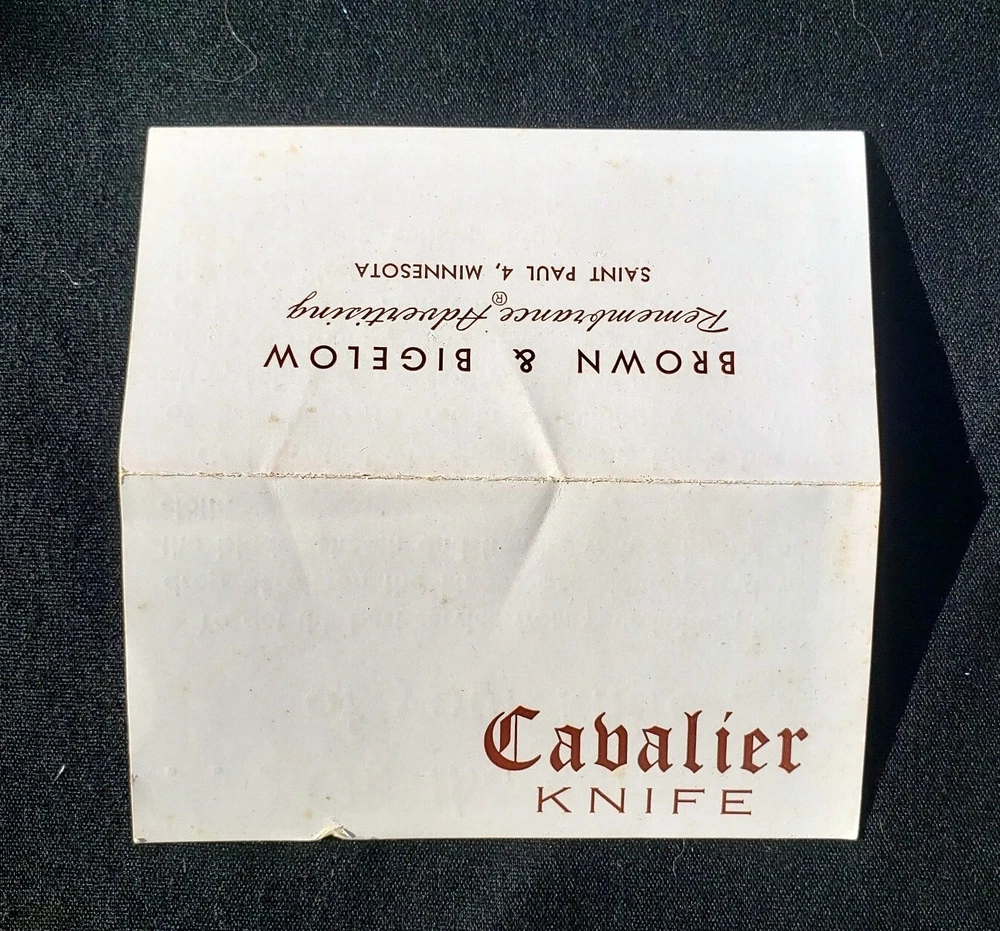 BROWN & BIGELOW
Remembrance Advertising®
SAINT PAUL 4, MINNESOTA
Cavalier
KNIFE